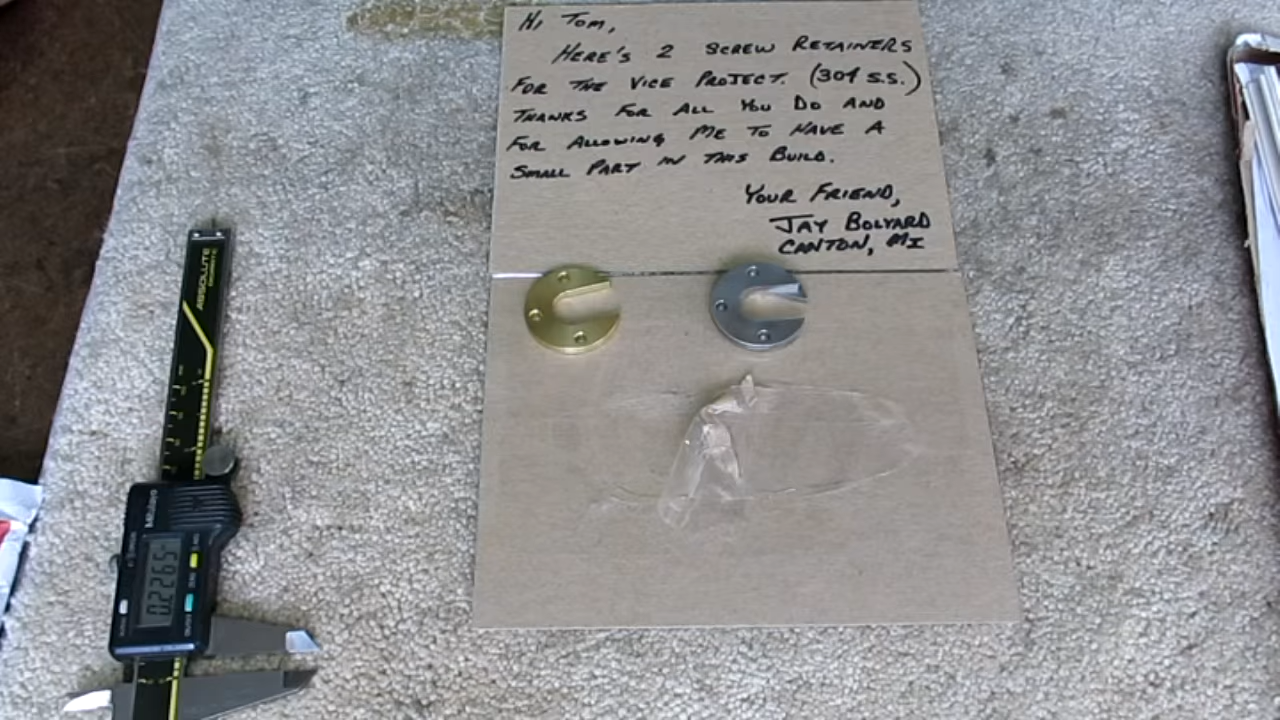 Hi Tom,
Here's 2 Screw Retainers
For The Vice Project. (304 S.S.)
Thanks For All You Do And
For Allowing Me To Have A
Small Part In This Build.
Your Friend,
Jay Bolyard
Canton, MI
ABSOLUTE
Mitutoyo
0.2265